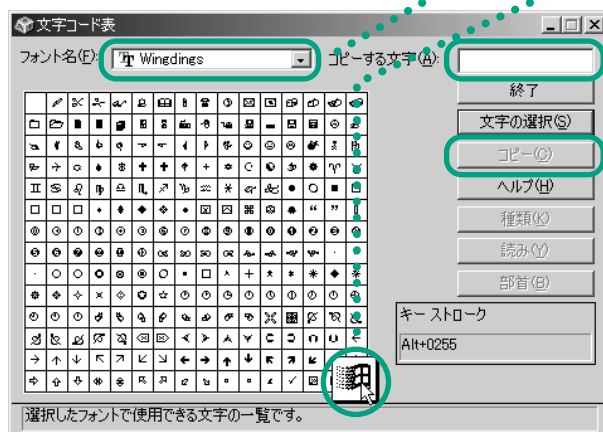 文字コード表
フォント名(F):
Wingdings
コピーする文字(A):
終了
文字の選択(S)
コピー(C)
ヘルプ(H)
種類(K)
読み(Y)
部首(B)
キー ストローク
Alt+0255
選択したフォントで使用できる文字の一覧です。